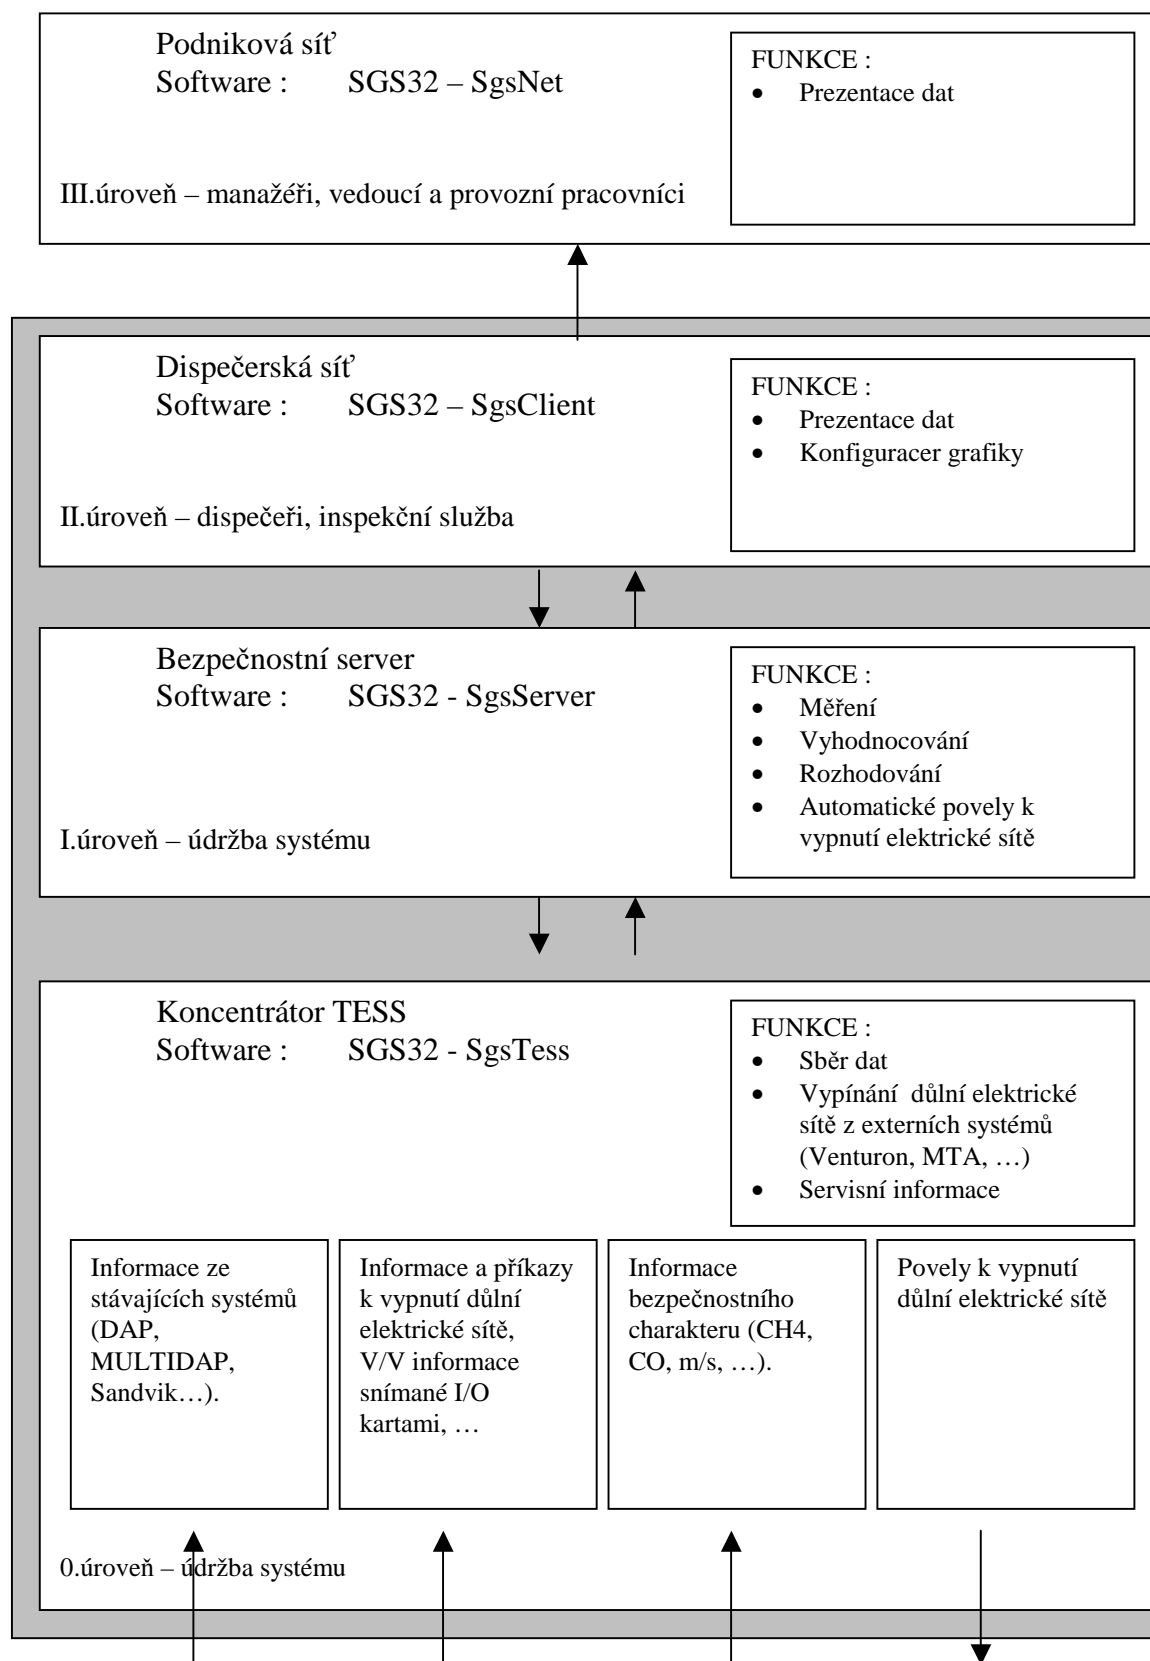 Podniková síť
Software : SGS32 – SgsNet
III.úroveň – manažéři, vedoucí a provozní pracovníci
FUNKCE :
• Prezentace dat
Dispečerská síť
Software : SGS32 – SgsClient
II.úroveň – dispečeři, inspekční služba
FUNKCE :
• Prezentace dat
• Konfiguracer grafiky
Bezpečnostní server
Software : SGS32 - SgsServer
I.úroveň – údržba systému
FUNKCE :
• Měření
• Vyhodnocování
• Rozhodování
• Automatické povely k
vypnutí elektrické sítě
Koncentrátor TESS
Software : SGS32 - SgsTess
FUNKCE :
• Sběr dat
• Vypínání důlní elektrické
sítě z externích systémů
(Venturon, MTA, …)
• Servisní informace
Informace ze
stávajících systémů
(DAP,
MULTIDAP,
Sandvik…).
Informace a příkazy
k vypnutí důlní
elektrické sítě,
V/V informace
snímané I/O
kartami, …
Informace
bezpečnostního
charakteru (CH4,
CO, m/s, …).
Povely k vypnutí
důlní elektrické sítě
0.úroveň – údržba systému